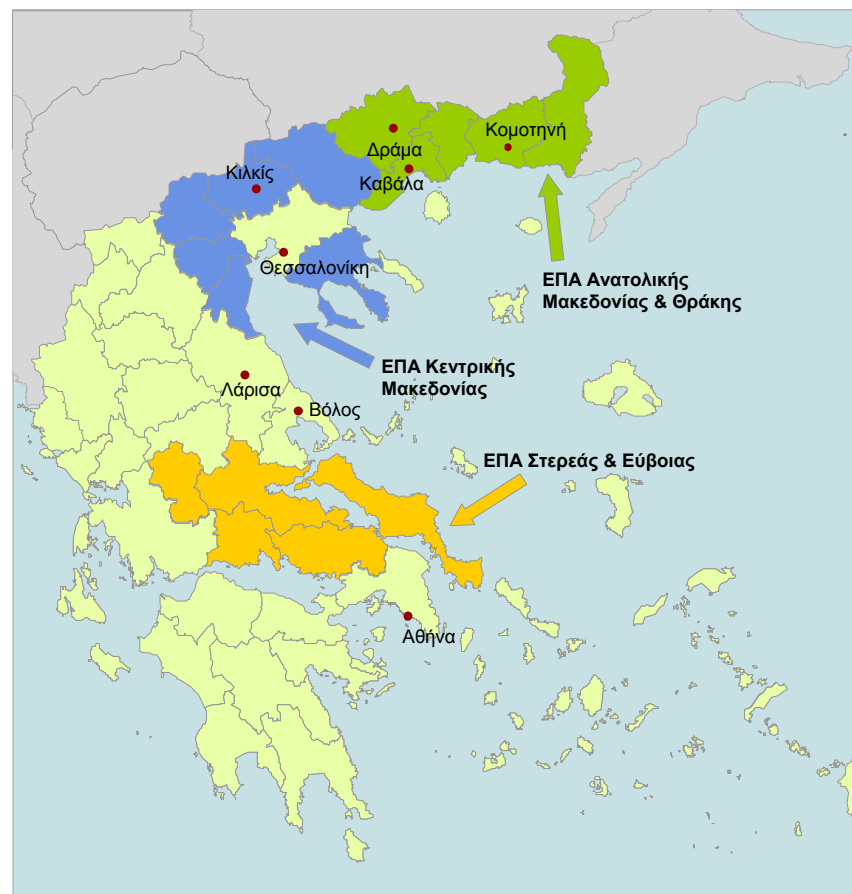 Κομοτηνή
Δράμα
Κιλκίς
Καβάλα
Θεσσαλονίκη
ΕΠΑ Ανατολικής
Μακεδονίας & Θράκης
ΕΠΑ Κεντρικής
Μακεδονίας
Λάρισα
Βόλος
ΕΠΑ Στερεάς & Εύβοιας
Αθήνα